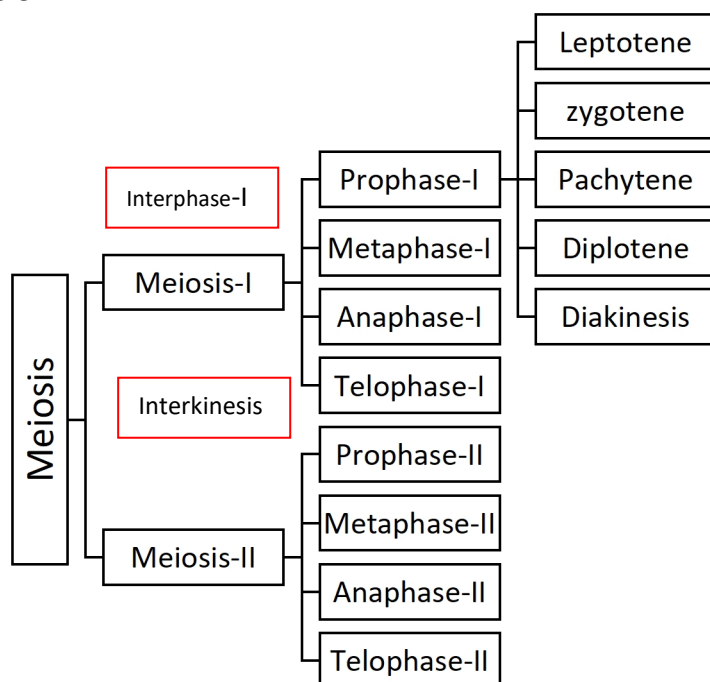 Leptotene
zygotene
Interphase-I
Prophase-I
Pachytene
Metaphase-I
Diplotene
Meiosis-I
Anaphase-I
Diakinesis
Telophase-I
Interkinesis
Meiosis
Prophase-II
Metaphase-II
Meiosis-II
Anaphase-II
Telophase-II